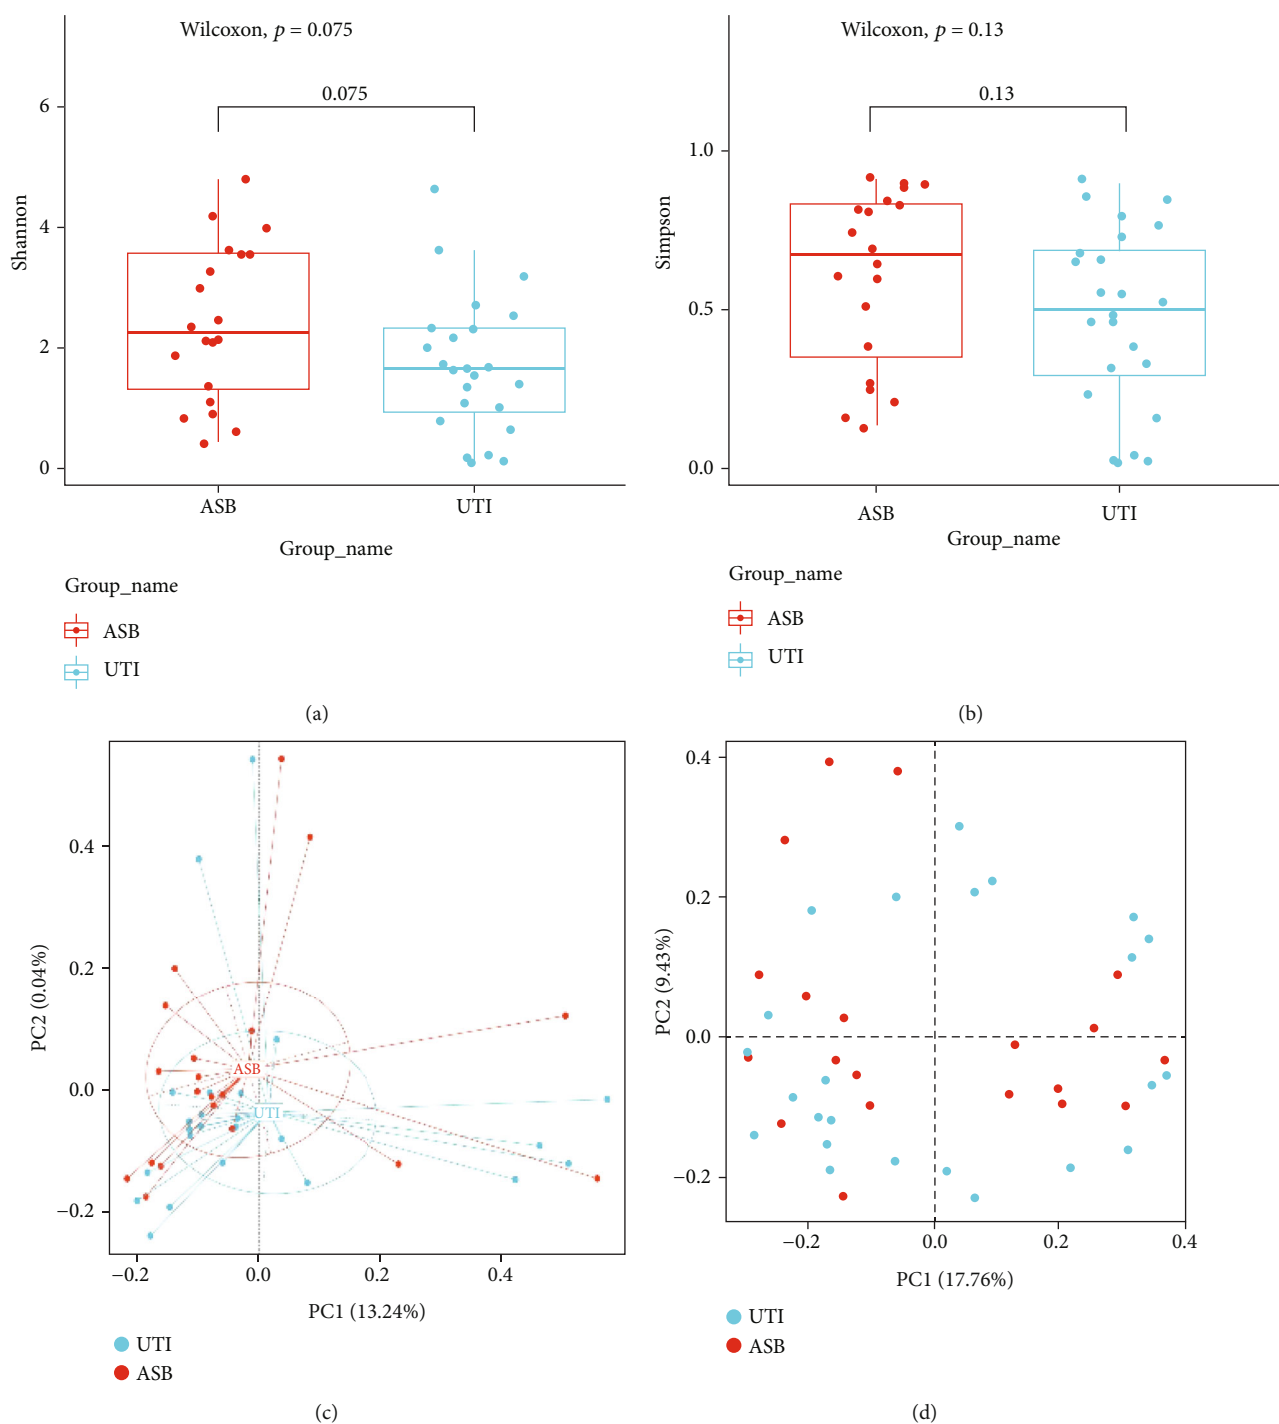 Wilcoxon, p = 0.075
0.075
Shannon
6
4
2
0
ASB
UTI
Group_name
Group_name
ASB
UTI
(a)
Wilcoxon, p = 0.13
0.13
Simpson
1.0
0.5
0.0
ASB
UTI
Group_name
Group_name
ASB
UTI
(b)
PC2 (0.04%)
0.4
0.2
0.0
−0.2
ASB
UTI
−0.2
0.0
0.2
0.4
PC1 (13.24%)
UTI
ASB
(c)
PC2 (9.43%)
0.4
0.2
0.0
−0.2
−0.2
0.0
0.2
0.4
PC1 (17.76%)
UTI
ASB
(d)